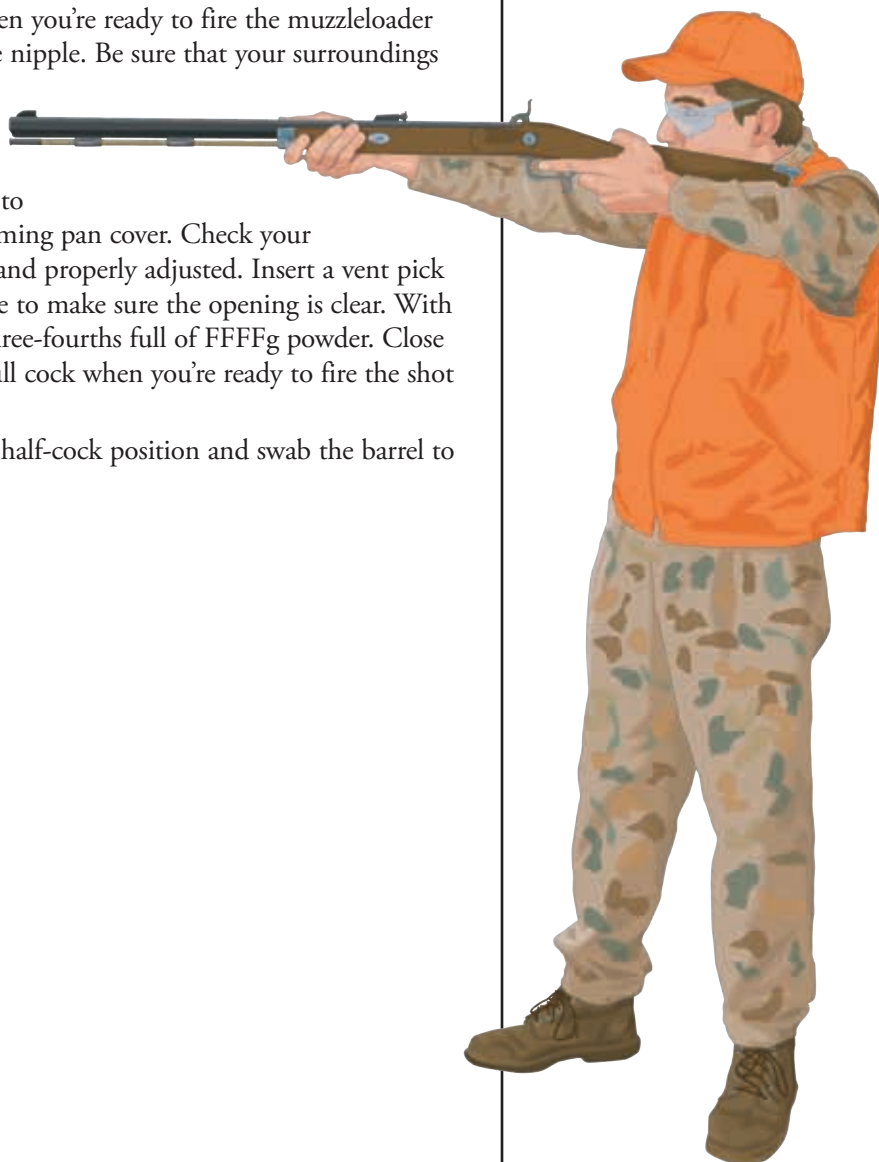 en you're ready to fire the muzzleloader
e nipple. Be sure that your surroundings
to
ming pan cover. Check your
and properly adjusted. Insert a vent pick
e to make sure the opening is clear. With
ree-fourths full of FFFFg powder. Close
ll cock when you're ready to fire the shot
half-cock position and swab the barrel to